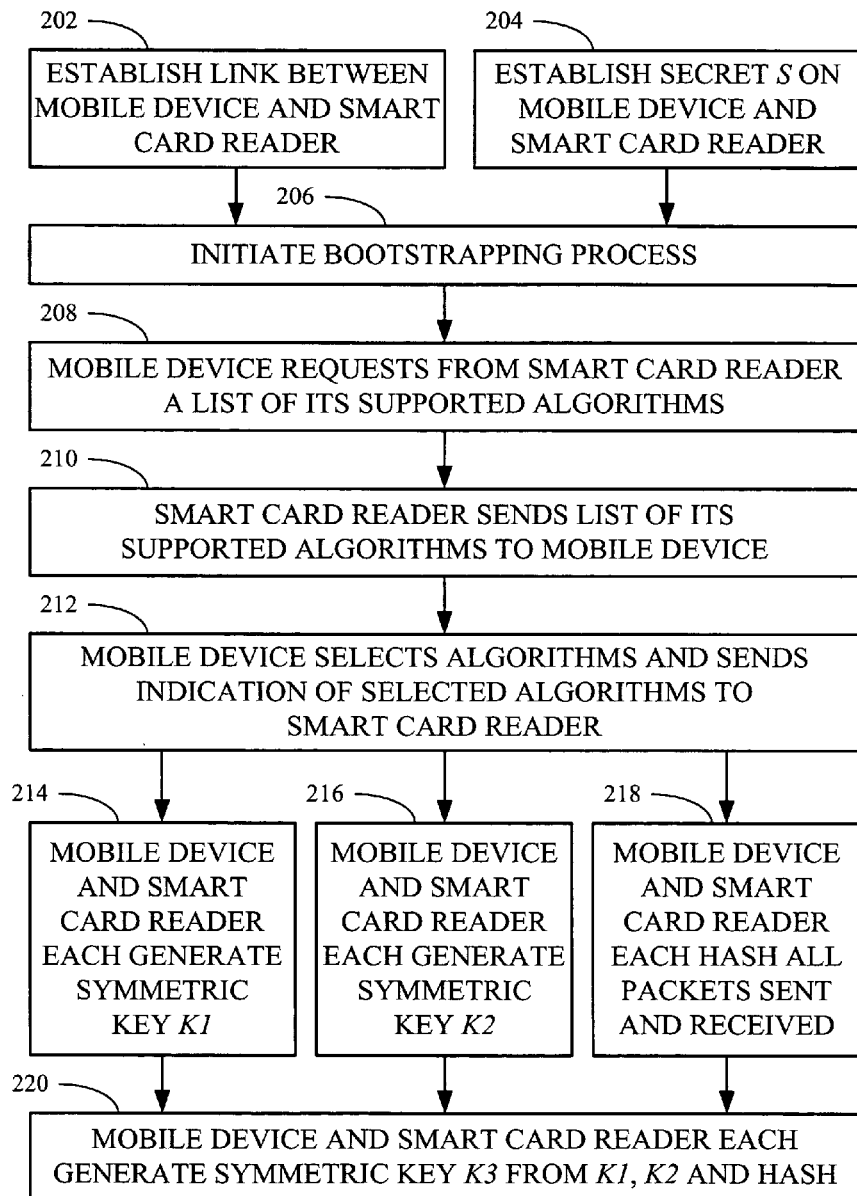 202
ESTABLISH LINK BETWEEN
MOBILE DEVICE AND SMART
CARD READER
204
ESTABLISH SECRET S ON
MOBILE DEVICE AND
SMART CARD READER
206
INITIATE BOOTSTRAPPING PROCESS
208
MOBILE DEVICE REQUESTS FROM SMART CARD READER
A LIST OF ITS SUPPORTED ALGORITHMS
210
SMART CARD READER SENDS LIST OF ITS
SUPPORTED ALGORITHMS TO MOBILE DEVICE
212
MOBILE DEVICE SELECTS ALGORITHMS AND SENDS
INDICATION OF SELECTED ALGORITHMS TO
SMART CARD READER
214
MOBILE DEVICE
AND SMART
CARD READER
EACH GENERATE
SYMMETRIC
KEY K1
216
MOBILE DEVICE
AND SMART
CARD READER
EACH GENERATE
SYMMETRIC
KEY K2
218
MOBILE DEVICE
AND SMART
CARD READER
EACH HASH ALL
PACKETS SENT
AND RECEIVED
220
MOBILE DEVICE AND SMART CARD READER EACH
GENERATE SYMMETRIC KEY K3 FROM K1, K2 AND HASH